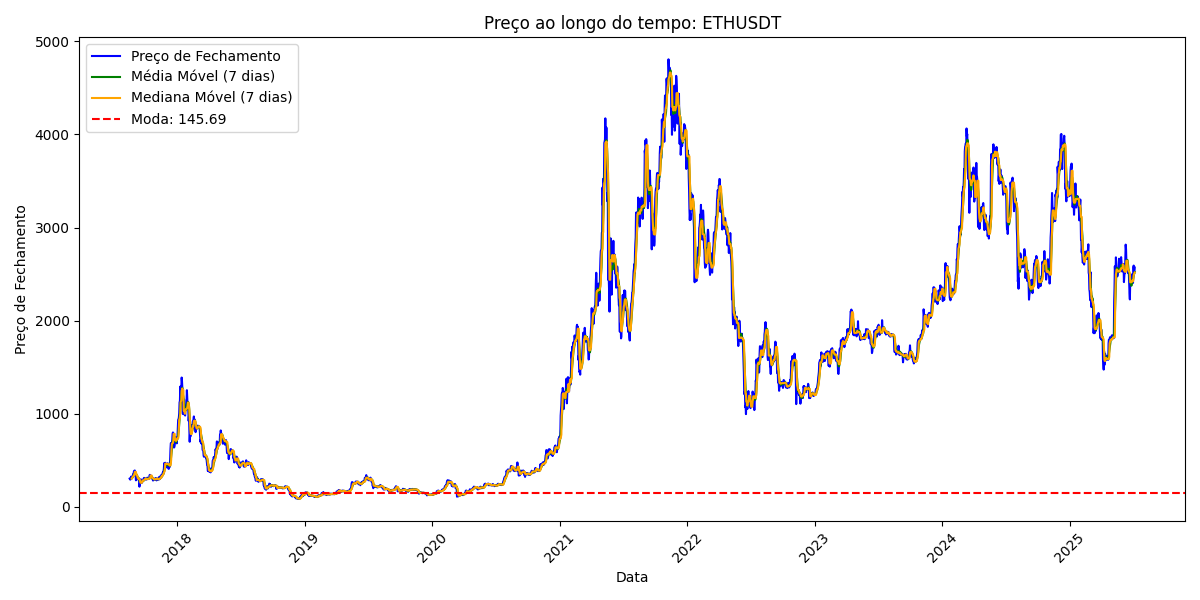 Preço ao longo do tempo: ETHUSDT
Preço de Fechamento
Média Móvel (7 dias)
Mediana Móvel (7 dias)
Moda: 145.69
5000
4000
3000
2000
1000
0
Preço de Fechamento
2018
2019
2020
2021
2022
2023
2024
2025
Data